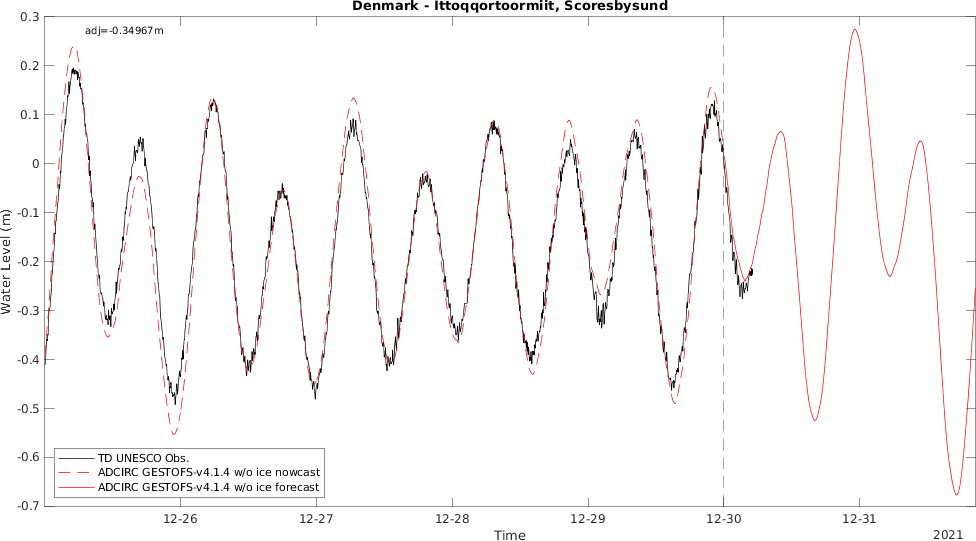 Denmark - Ittoqqortoormiit, Scoresbysund
adj=-0.34967m
0.3
0.2
0.1
0
-0.1
-0.2
-0.3
-0.4
-0.5
-0.6
-0.7
Water Level (m)
TD UNESCO Obs.
ADCIRC GESTOFS-v4.1.4 w/o ice nowcast
ADCIRC GESTOFS-v4.1.4 w/o ice forecast
12-26 12-27 12-28 12-29 12-30 12-31
Time
2021